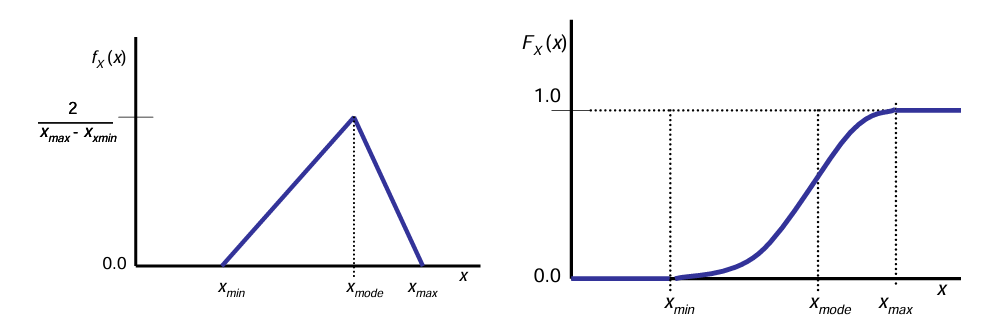 f_X(x)
2
x_max - x_xmin
0.0
x_min
x_mode
x_max
x
F_X(x)
1.0
0.0
x_min
x_mode
x_max
x